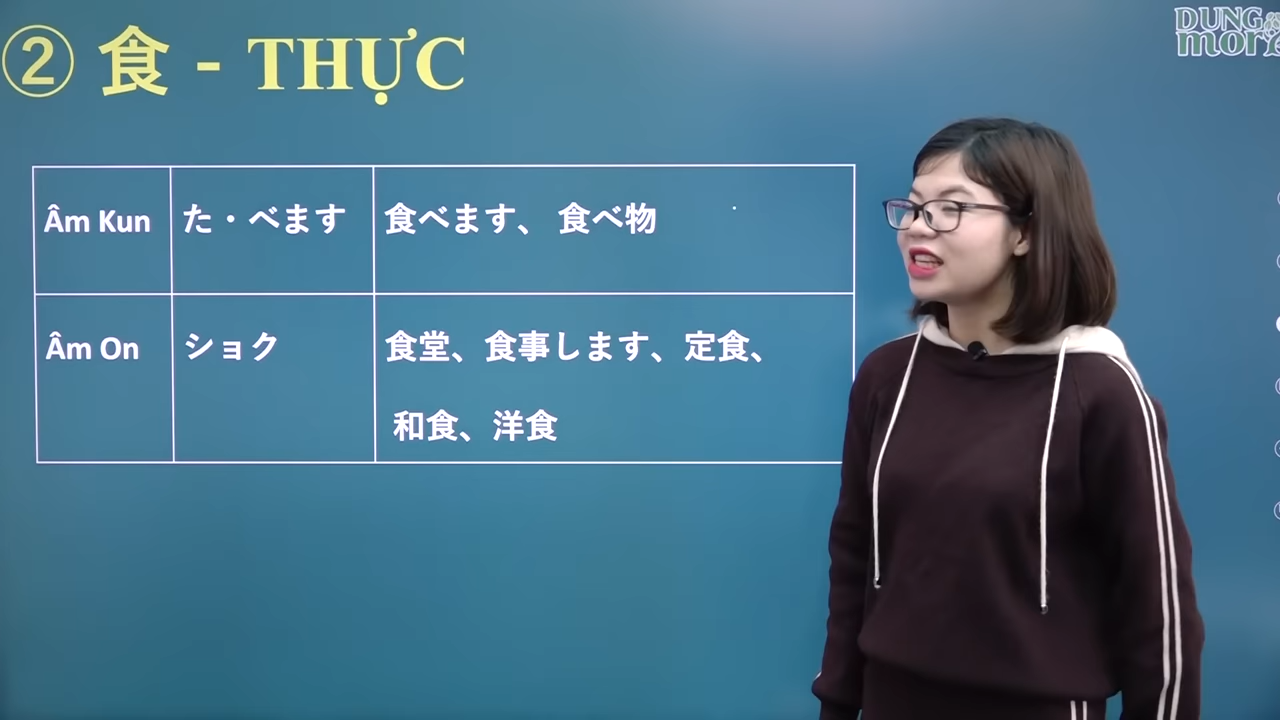 ② 食 - THỰC
DUNG
mori
Âm Kun た・べます 食べます、 食べ物
Âm On ショク 食堂、食事します、定食、
和食、洋食